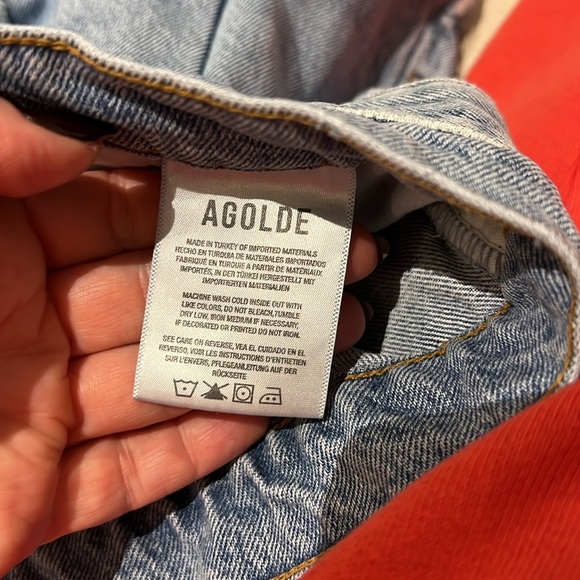 AGOLDE
MADE IN TURKEY OF IMPORTED MATERIALS
HECHO EN TURQUIA DE MATERIALES IMPORTADOS
FABRIQUÉ EN TURQUIE A PARTIR DE MATÉRIAUX
IMPORTÉS, IN DER TÜRKEI HERGESTELLT MIT
IMPORTIERTEN MATERIALIEN
MACHINE WASH COLD INSIDE OUT WITH
LIKE COLORS, DO NOT BLEACH,TUMBLE
DRY LOW, IRON MEDIUM IF NECESSARY,
IF DECORATED OR PRINTED DO NOT IRON.
SEE CARE ON REVERSE, VEA EL CUIDADO EN EL
REVERSO, VOIR LES INSTRUCTIONS D'ENTRETIEN
SUR L'ENVERS, PFLEGEANLEITUNG AUF DER
RÜCKSEITE